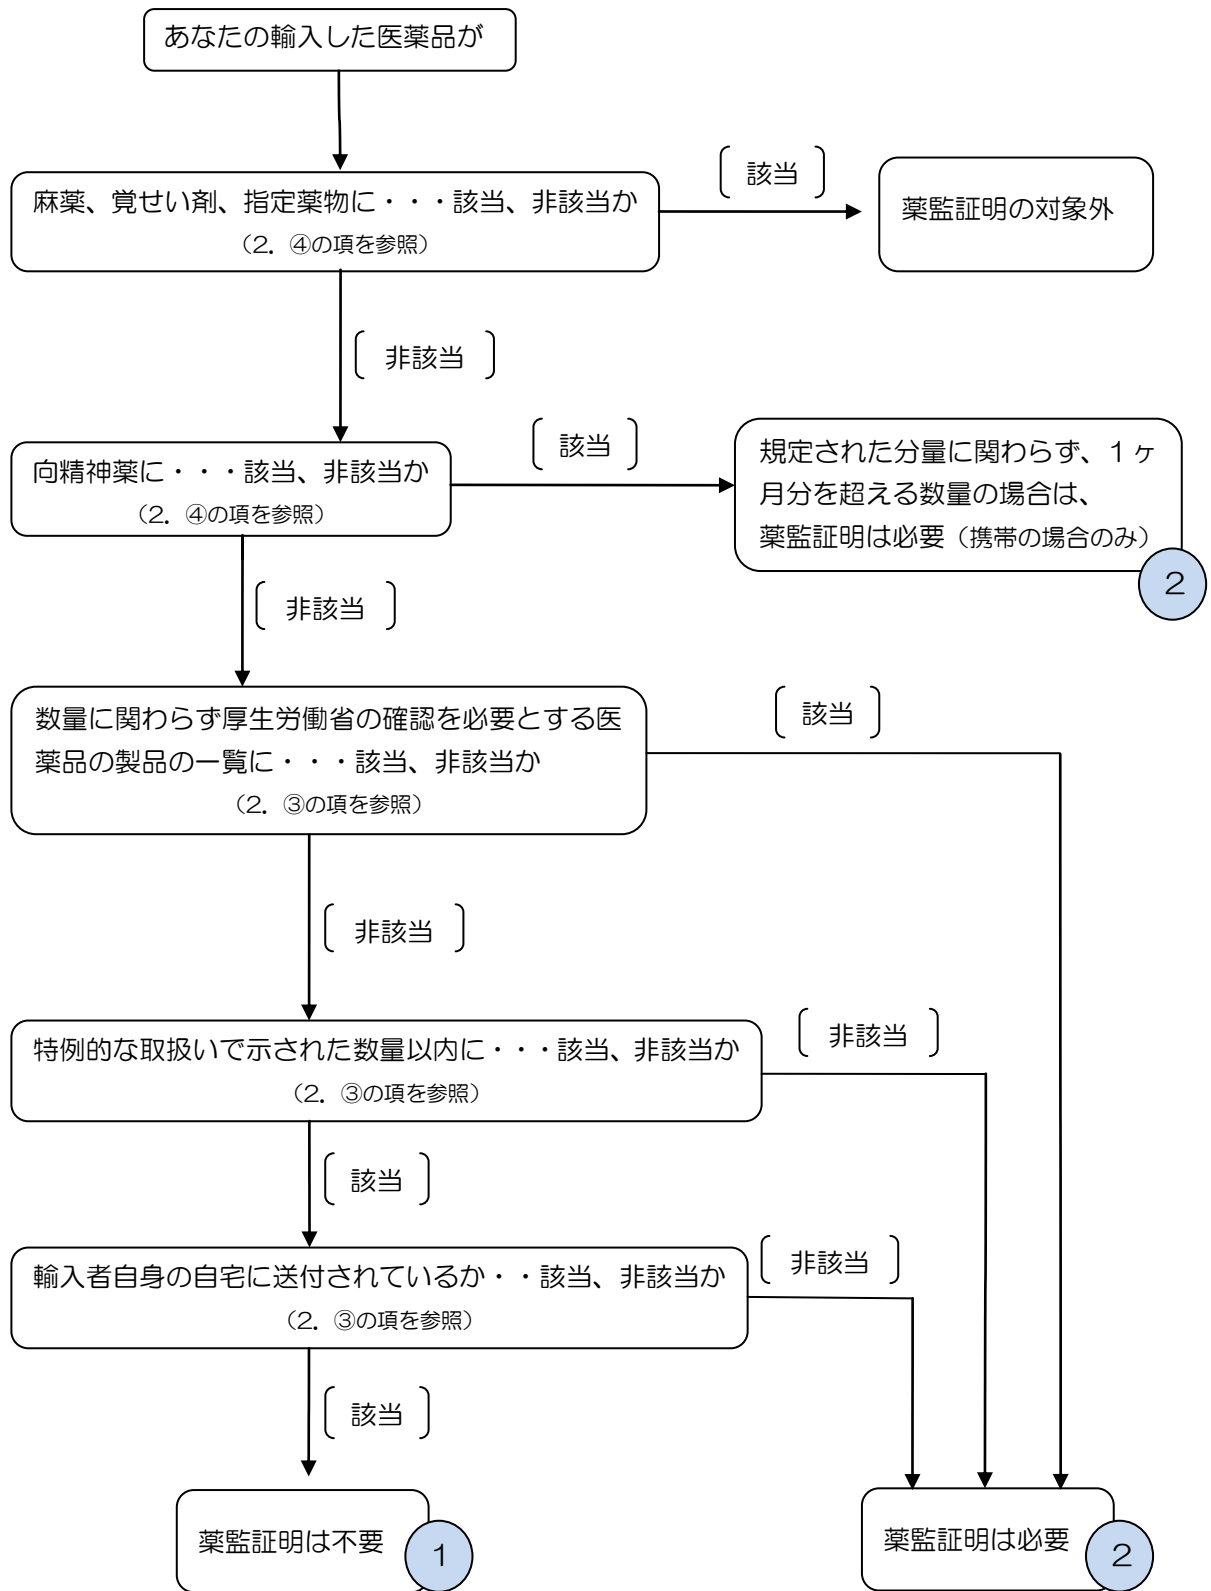 あなたの輸入した医薬品が
麻薬、覚せい剤、指定薬物に・・・該当、非該当か
（2．④の項を参照）
〔 該当 〕
薬監証明の対象外
〔 非該当 〕
向精神薬に・・・該当、非該当か
（2．④の項を参照）
〔 該当 〕
規定された分量に関わらず、１ヶ
月分を超える数量の場合は、
薬監証明は必要（携帯の場合のみ）
2
〔 非該当 〕
数量に関わらず厚生労働省の確認を必要とする医
薬品の製品の一覧に・・・該当、非該当か
（2．③の項を参照）
〔 該当 〕
〔 非該当 〕
特例的な取扱いで示された数量以内に・・・該当、非該当か
（2．③の項を参照）
〔 非該当 〕
〔 該当 〕
輸入者自身の自宅に送付されているか・・該当、非該当か
（2．③の項を参照）
〔 非該当 〕
〔 該当 〕
薬監証明は不要
1
薬監証明は必要
2